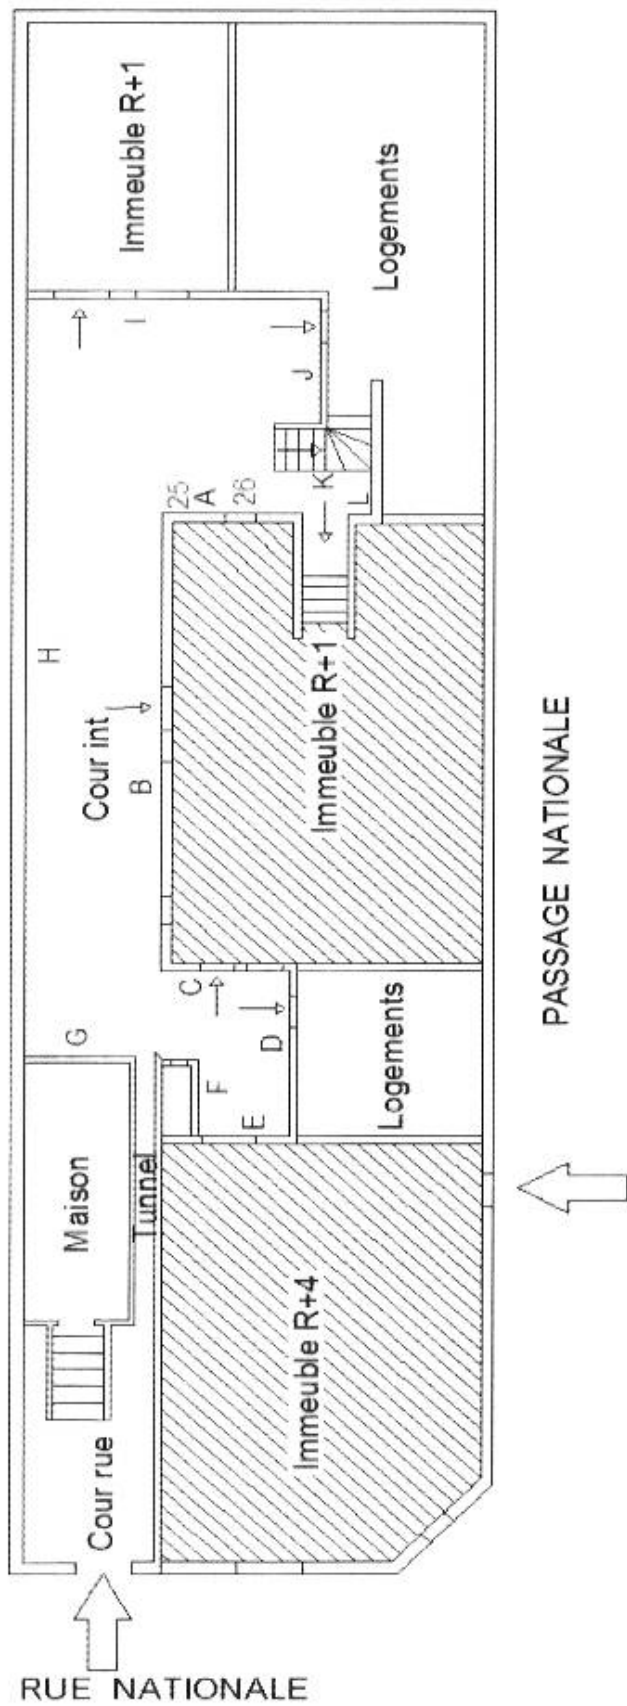 Immeuble R+1
Logements
I
J
K
L
25
A
26
H
Cour int
B
Immeuble R+1
PASSAGE NATIONALE
C
D
G
F
E
Logements
Maison
Tunnel
Immeuble R+4
Cour rue
RUE NATIONALE